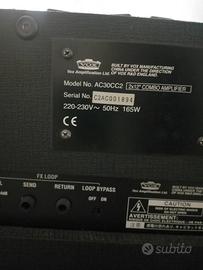 VOX
Vox Amplification Ltd.
BUILT BY VOX MANUFACTURING
CHINA UNDER THE DIRECTION
OF VOX R&D ENGLAND.
Model No. AC30CC2 2x12" COMBO AMPLIFIER
Serial No. C2AC001894
220-230V~ 50Hz 165W
FX LOOP
SEND RETURN LOOP BYPASS
OFF ON
CAUTION
AVERTISSEMENT
subito